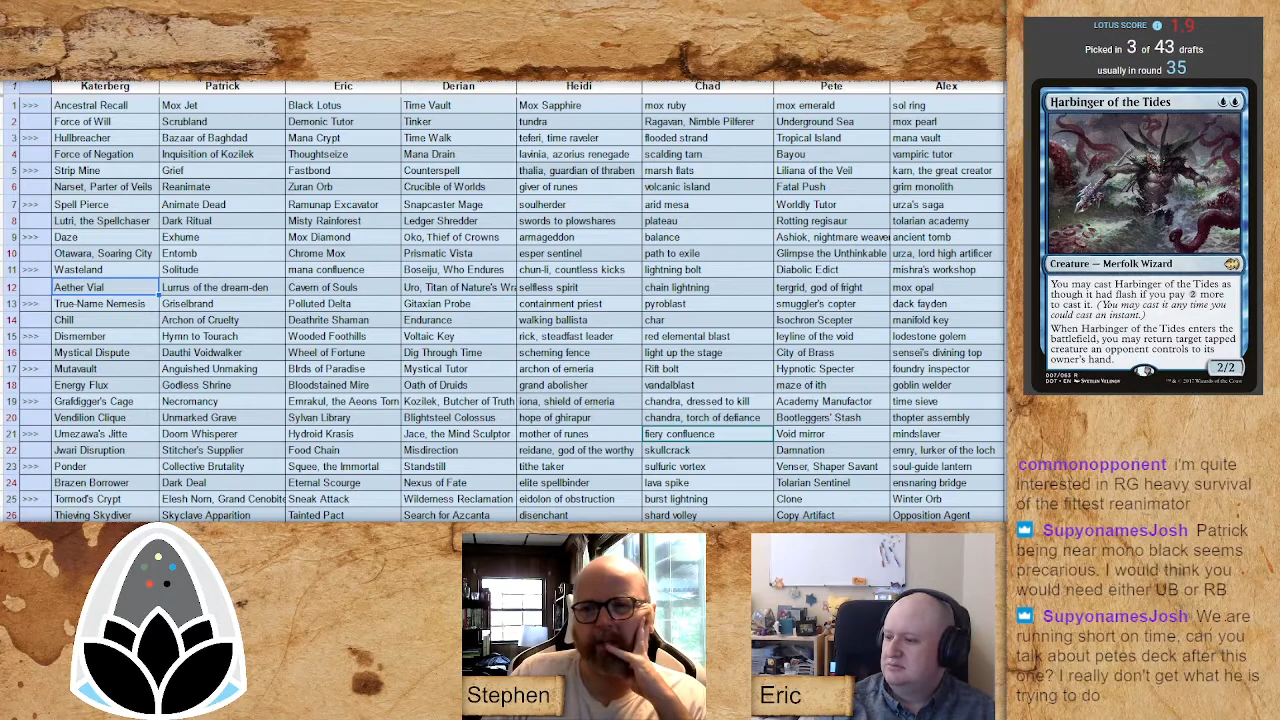 Katerberg Patrick Eric Derian Heidi Chad Pete Alex
1 >>> Ancestral Recall Mox Jet Black Lotus Time Vault Mox Sapphire mox ruby mox emerald sol ring
2 Force of Will Scrubland Demonic Tutor Tinker tundra Ragavan, Nimble Pilferer Underground Sea mox pearl
3 >>> Hullbreacher Bazaar of Baghdad Mana Crypt Time Walk teferi, time raveler flooded strand Tropical Island mana vault
4 Force of Negation Inquisition of Kozilek Thoughtseize Mana Drain lavinia, azorius renegade scalding tarn Bayou vampiric tutor
5 >>> Strip Mine Grief Fastbond Counterspell thalia, guardian of thraben marsh flats Liliana of the Veil karn, the great creator
6 Narset, Parter of Veils Reanimate Zuran Orb Crucible of Worlds giver of runes volcanic island Fatal Push grim monolith
7 >>> Spell Pierce Animate Dead Ramunap Excavator Snapcaster Mage soulherder arid mesa Worldly Tutor urza's saga
8 Lutri, the Spellchaser Dark Ritual Misty Rainforest Ledger Shredder swords to plowshares plateau Rotting regisaur tolarian academy
9 >>> Daze Exhume Mox Diamond Oko, Thief of Crowns armageddon balance Ashiok, nightmare weaver ancient tomb
10 Otawara, Soaring City Entomb Chrome Mox Prismatic Vista esper sentinel path to exile Glimpse the Unthinkable urza, lord high artificer
11 >>> Wasteland Solitude mana confluence Boseiju, Who Endures chun-li, countless kicks lightning bolt Diabolic Edict mishra's workshop
12 Aether Vial Lurrus of the dream-den Cavern of Souls Uro, Titan of Nature's Wra selfless spirit chain lightning tergrid, god of fright mox opal
13 >>> True-Name Nemesis Griselbrand Polluted Delta Gitaxian Probe containment priest pyroblast smuggler's copter dack fayden
14 Chill Archon of Cruelty Deathrite Shaman Endurance walking ballista char Isochron Scepter manifold key
15 >>> Dismember Hymn to Tourach Wooded Foothills Voltaic Key rick, steadfast leader red elemental blast leyline of the void lodestone golem
16 Mystical Dispute Dauthi Voidwalker Wheel of Fortune Dig Through Time scheming fence light up the stage City of Brass sensei's divining top
17 >>> Mutavault Anguished Unmaking BIrds of Paradise Mystical Tutor archon of emeria Rift bolt Hypnotic Specter foundry inspector
18 Energy Flux Godless Shrine Bloodstained Mire Oath of Druids grand abolisher vandalblast maze of ith goblin welder
19 >>> Grafdigger's Cage Necromancy Emrakul, the Aeons Torn Kozilek, Butcher of Truth iona, shield of emeria chandra, dressed to kill Academy Manufactor time sieve
20 Vendilion Clique Unmarked Grave Sylvan Library Blightsteel Colossus hope of ghirapur chandra, torch of defiance Bootleggers' Stash thopter assembly
21 >>> Umezawa's Jitte Doom Whisperer Hydroid Krasis Jace, the Mind Sculptor mother of runes fiery confluence Void mirror mindslaver
22 Jwari Disruption Stitcher's Supplier Food Chain Misdirection reidane, god of the worthy skullcrack Damnation emry, lurker of the loch
23 >>> Ponder Collective Brutality Squee, the Immortal Standstill tithe taker sulfuric vortex Venser, Shaper Savant soul-guide lantern
24 Brazen Borrower Dark Deal Eternal Scourge Nexus of Fate elite spellbinder lava spike Tolarian Sentinel ensnaring bridge
25 >>> Tormod's Crypt Elesh Norn, Grand Cenobite Sneak Attack Wilderness Reclamation eidolon of obstruction burst lightning Clone Winter Orb
26 Thieving Skydiver Skyclave Apparition Tainted Pact Search for Azcanta disenchant shard volley Copy Artifact Opposition Agent
LOTUS SCORE 1.9
Picked in 3 of 43 drafts
usually in round 35
Harbinger of the Tides
Creature — Merfolk Wizard
You may cast Harbinger of the Tides as
though it had flash if you pay 2 more
to cast it. (You may cast it any time you
could cast an instant.)
When Harbinger of the Tides enters the
battlefield, you may return target tapped
creature an opponent controls to its
owner's hand.
2/2
commonopponent i'm quite
interested in RG heavy survival
of the fittest reanimator
SupyonamesJosh Patrick
being near mono black seems
precarious. I would think you
would need either UB or RB
SupyonamesJosh We are
running short on time, can you
talk about petes deck after this
one? I really don't get what he is
trying to do
Stephen
Eric